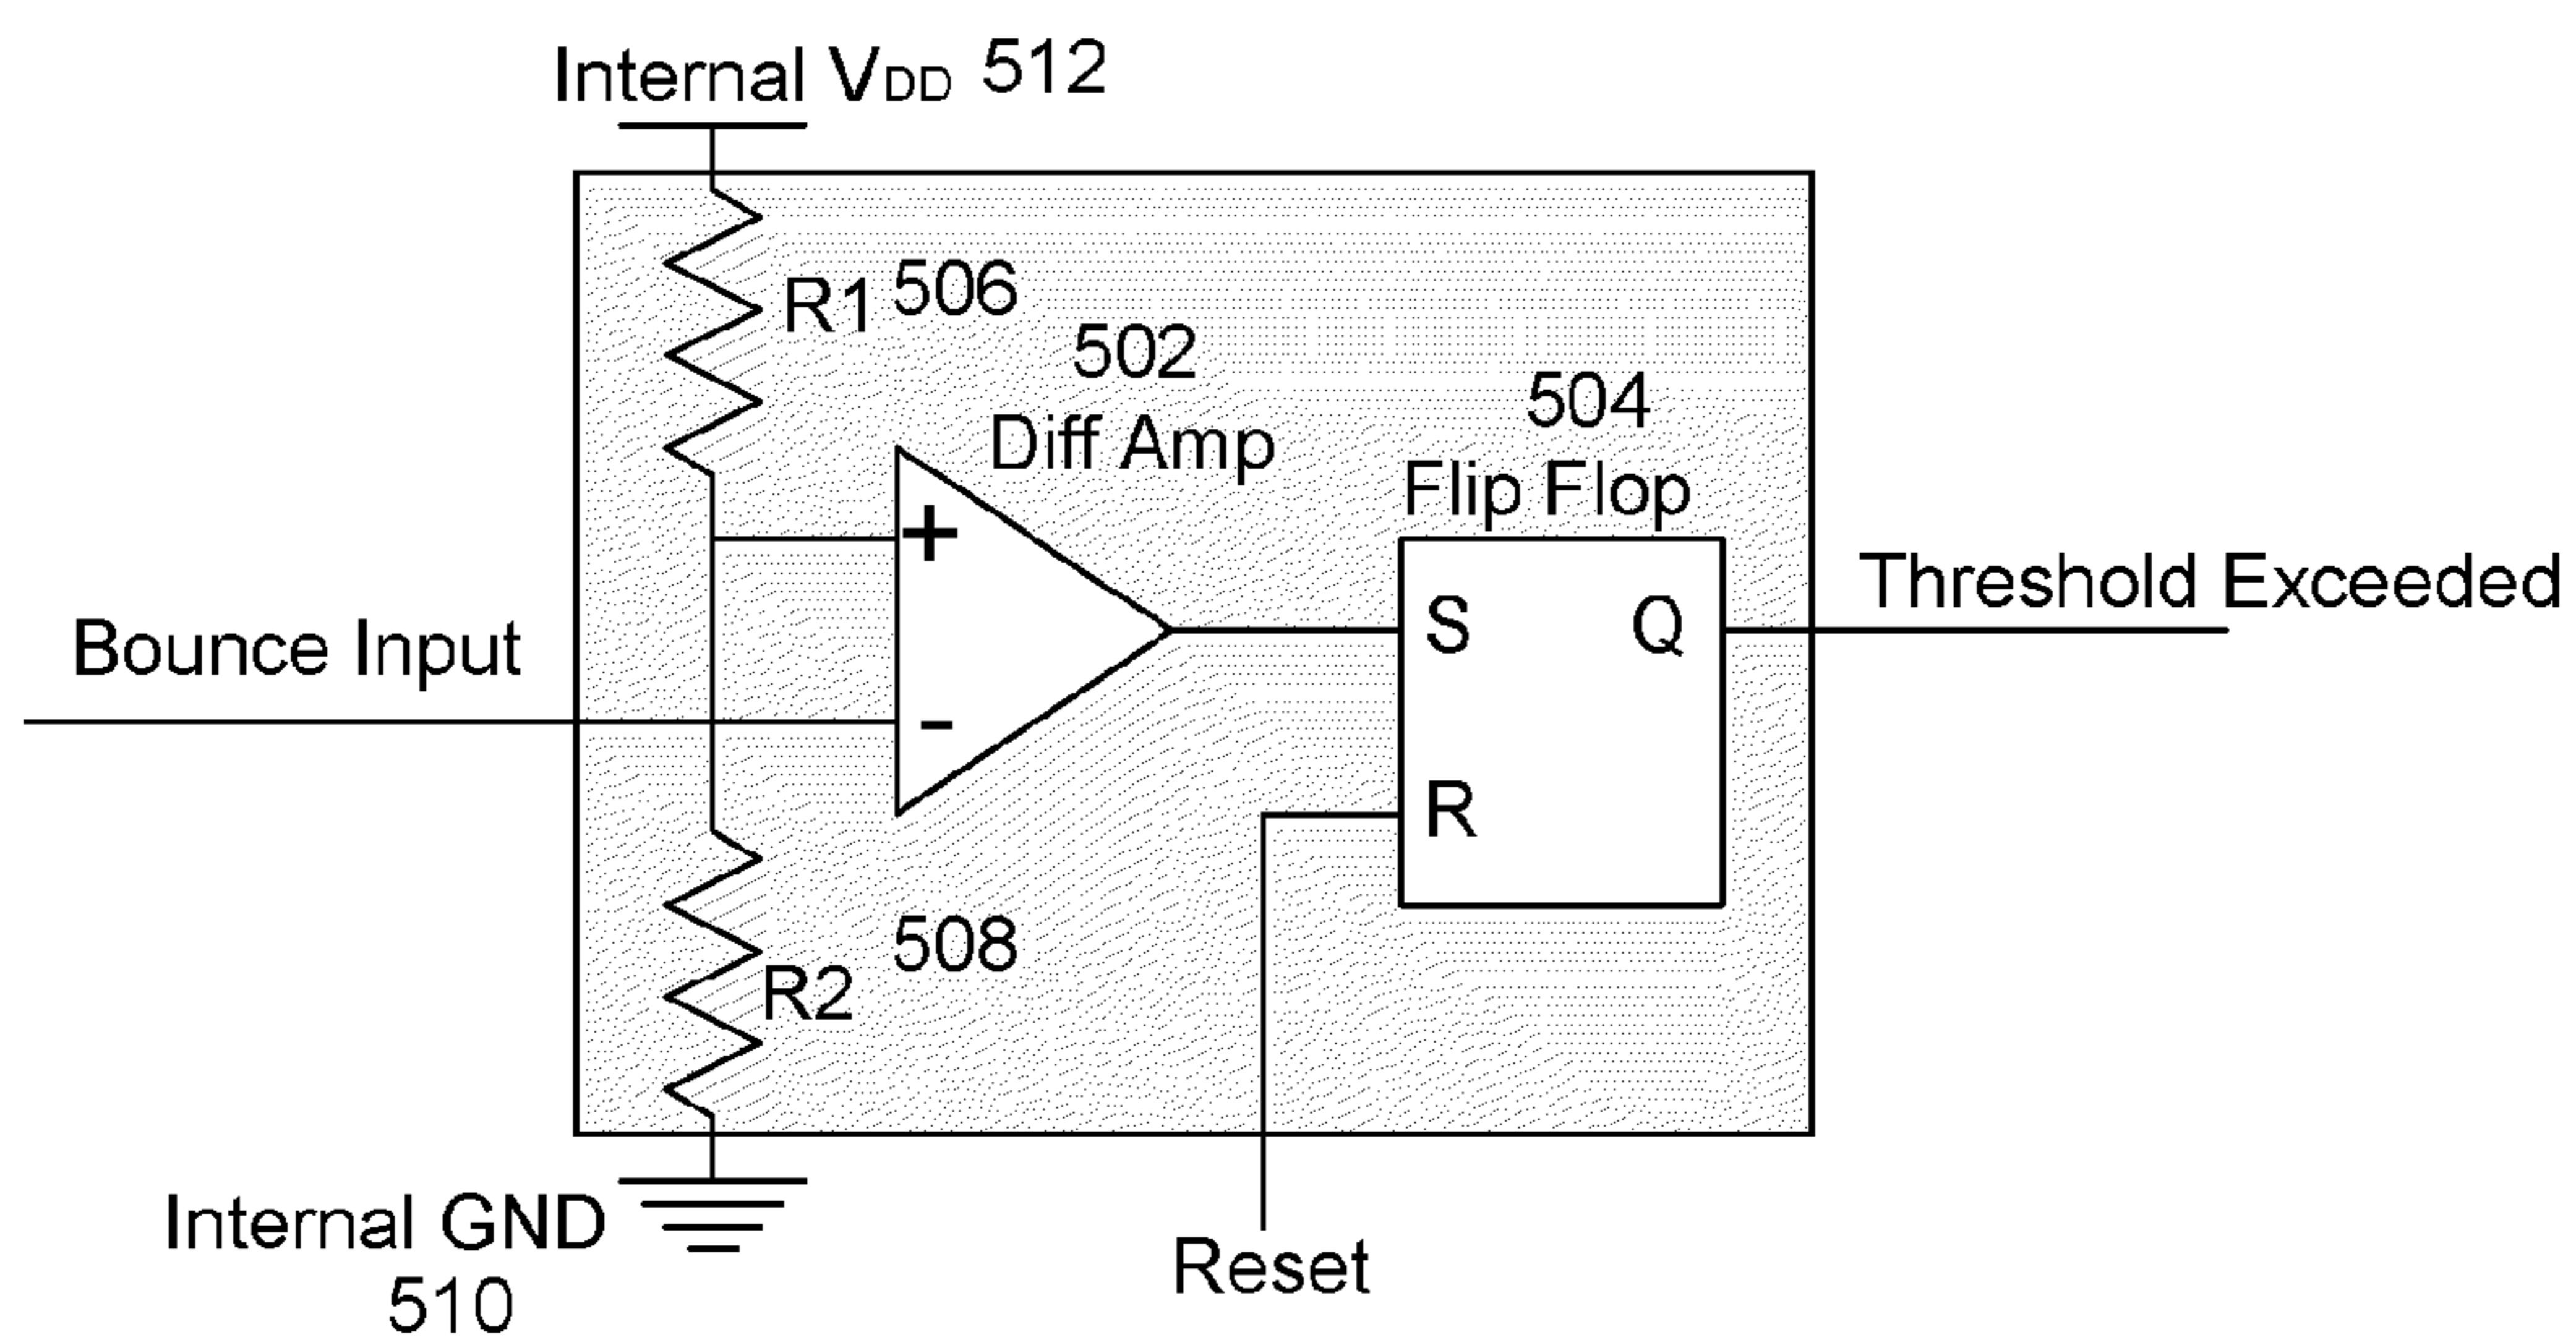 Internal VDD 512
R1 506
502
Diff Amp
504
Flip Flop
+
Threshold Exceeded
S Q
Bounce Input
-
R
508
R2
Internal GND
510
Reset